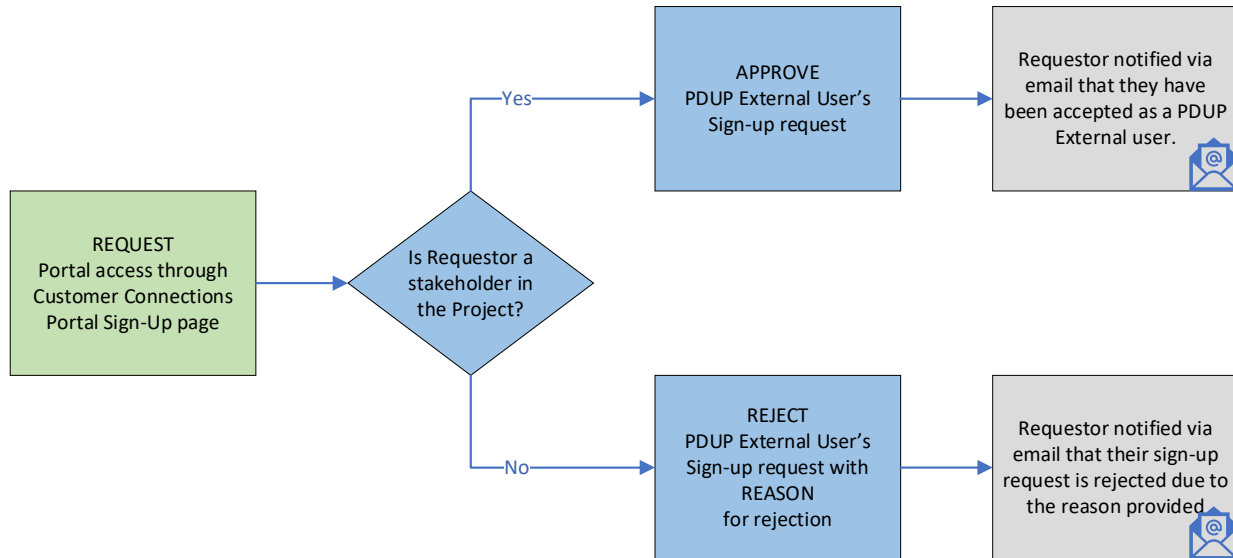 REQUEST
Portal access through
Customer Connections
Portal Sign-Up page
Is Requestor a
stakeholder in
the Project?
Yes
APPROVE
PDUP External User’s
Sign-up request
Requestor notified via
email that they have
been accepted as a PDUP
External user.
@
No
REJECT
PDUP External User’s
Sign-up request with
REASON
for rejection
Requestor notified via
email that their sign-up
request is rejected due to
the reason provided
@